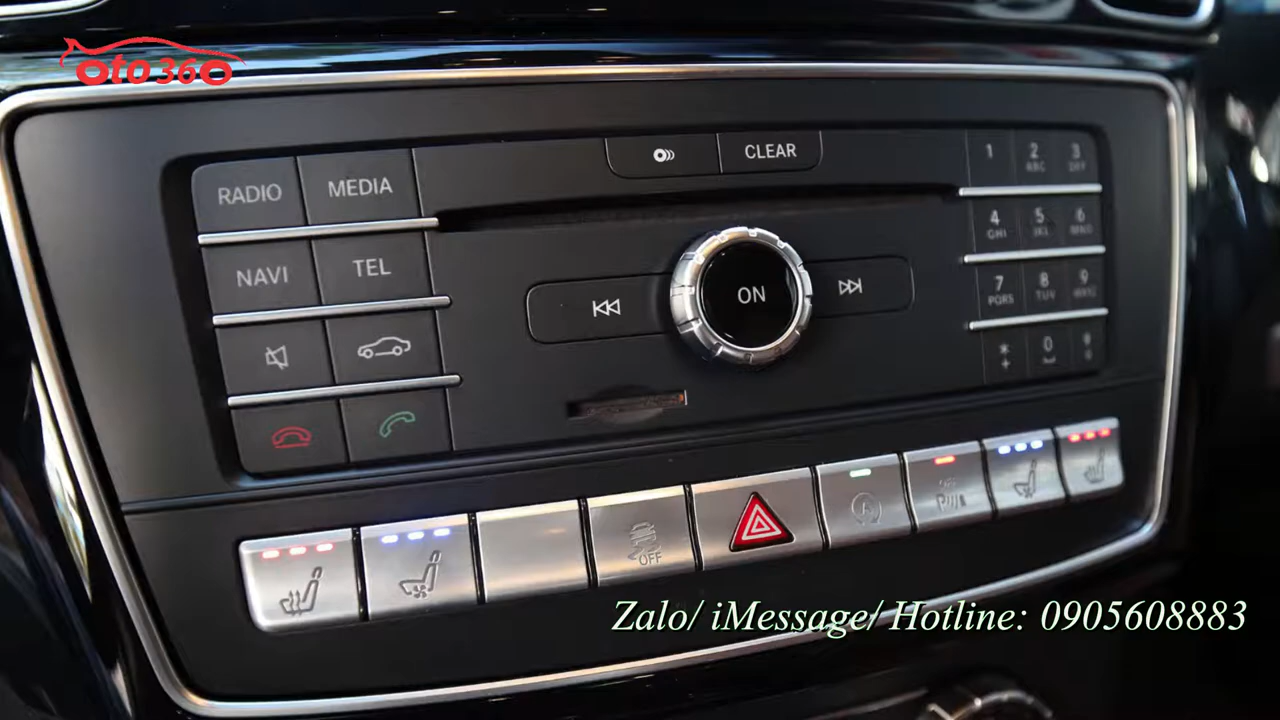 oto360
CLEAR
RADIO MEDIA
NAVI TEL
ON
1 2 ABC 3 DEF
4 GHI 5 JKL 6 MNO
7 PQRS 8 TUV 9 WXYZ
* + 0 #
OFF
Zalo/ iMessage/ Hotline: 0905608883